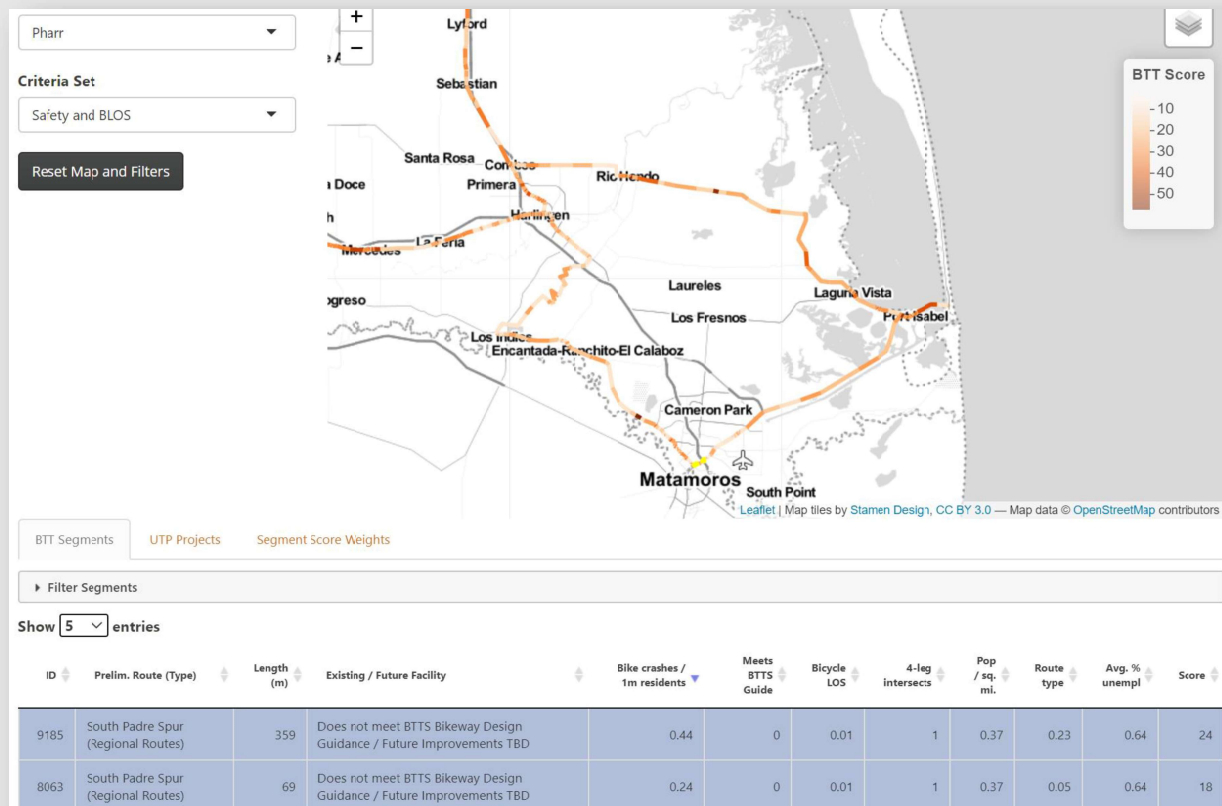 Pharr
Criteria Set
Safety and BLOS
Reset Map and Filters
+
−
Lyford
Sebastian
Santa Rosa
Combes
Primera
Rio Hondo
Doce
Harlingen
La Feria
Mercedes
Laureles
Laguna Vista
ogreso
Los Fresnos
Port Isabel
Los Indios
Encantada-Ranchito-El Calaboz
Cameron Park
Matamoros
South Point
BTT Score
10
20
30
40
50
Leaflet | Map tiles by Stamen Design, CC BY 3.0 — Map data © OpenStreetMap contributors
BTT Segments UTP Projects Segment Score Weights
Filter Segments
Show 5 entries
ID Prelim. Route (Type) Length (m) Existing / Future Facility Bike crashes / 1m residents Meets BTTS Guide Bicycle LOS 4-leg intersects Pop / sq. mi. Route type Avg. % unempl Score
9185 South Padre Spur (Regional Routes) 359 Does not meet BTTS Bikeway Design Guidance / Future Improvements TBD 0.44 0 0.01 1 0.37 0.23 0.64 24
8063 South Padre Spur (Regional Routes) 69 Does not meet BTTS Bikeway Design Guidance / Future Improvements TBD 0.24 0 0.01 1 0.37 0.05 0.64 18